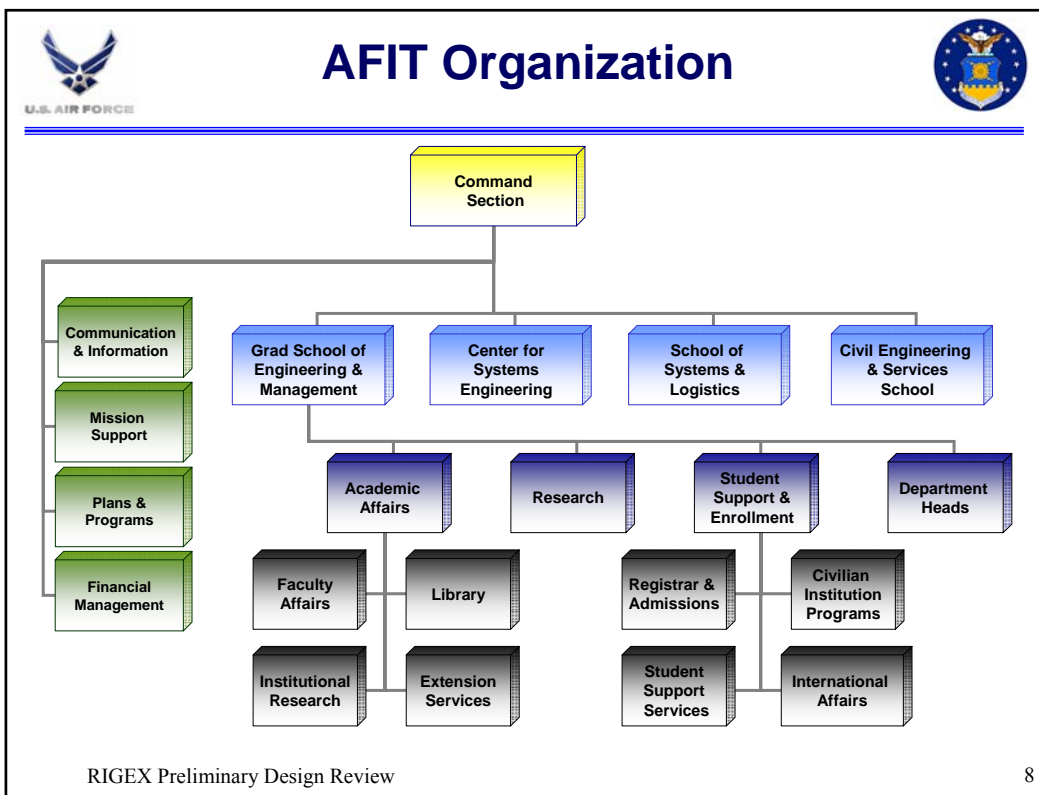 AFIT Organization
U.S. AIR FORCE
Command
Section
Communication
& Information
Mission
Support
Plans &
Programs
Financial
Management
Grad School of
Engineering &
Management
Center for
Systems
Engineering
School of
Systems &
Logistics
Civil Engineering
& Services
School
Academic
Affairs
Research
Student
Support &
Enrollment
Department
Heads
Faculty
Affairs
Library
Registrar &
Admissions
Civilian
Institution
Programs
Institutional
Research
Extension
Services
Student
Support
Services
International
Affairs
RIGEX Preliminary Design Review
8